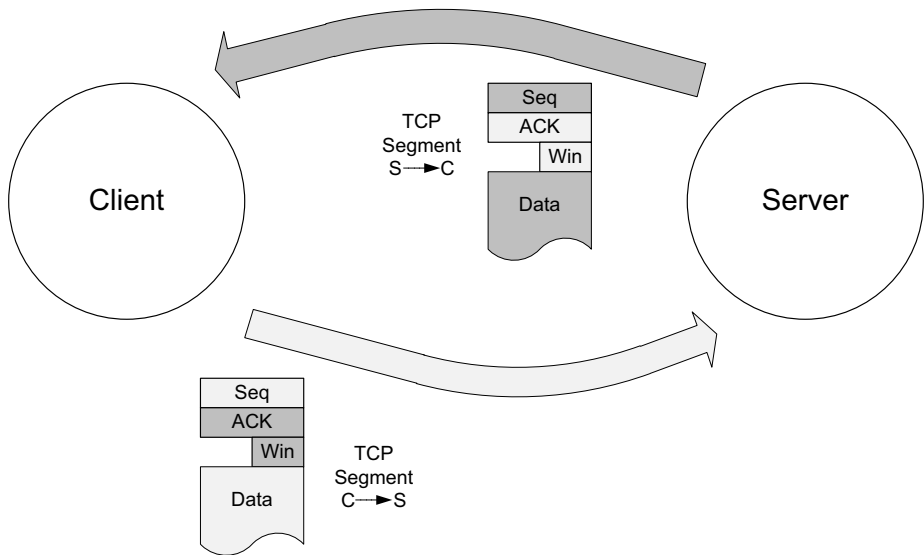 Seq
TCP
Segment
S→C
ACK
Win
Data
Client
Server
Seq
ACK
Win
Data
TCP
Segment
C→S